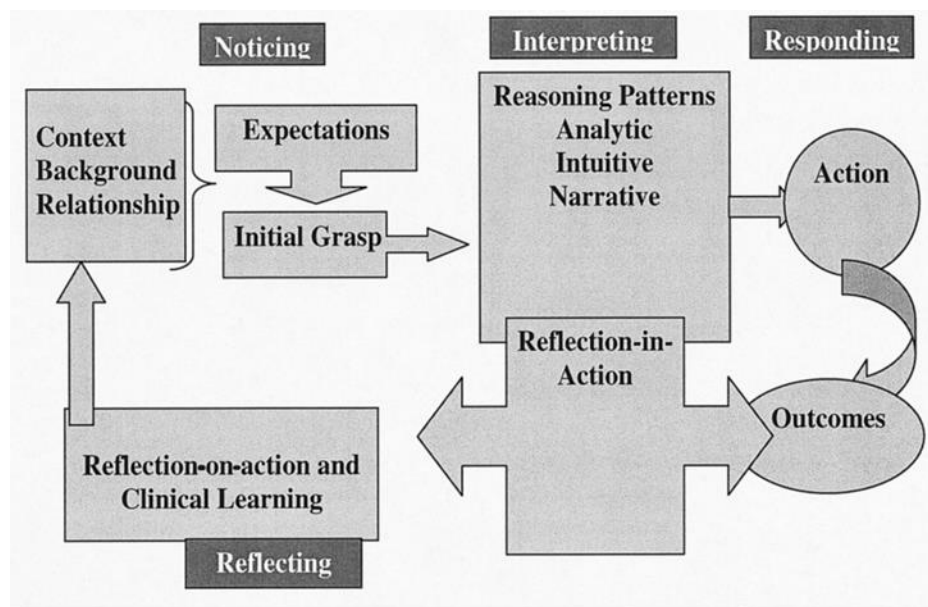 Noticing
Interpreting
Responding
Context
Background
Relationship
Expectations
Initial Grasp
Reasoning Patterns
Analytic
Intuitive
Narrative
Action
Reflection-in-
Action
Outcomes
Reflection-on-action and
Clinical Learning
Reflecting